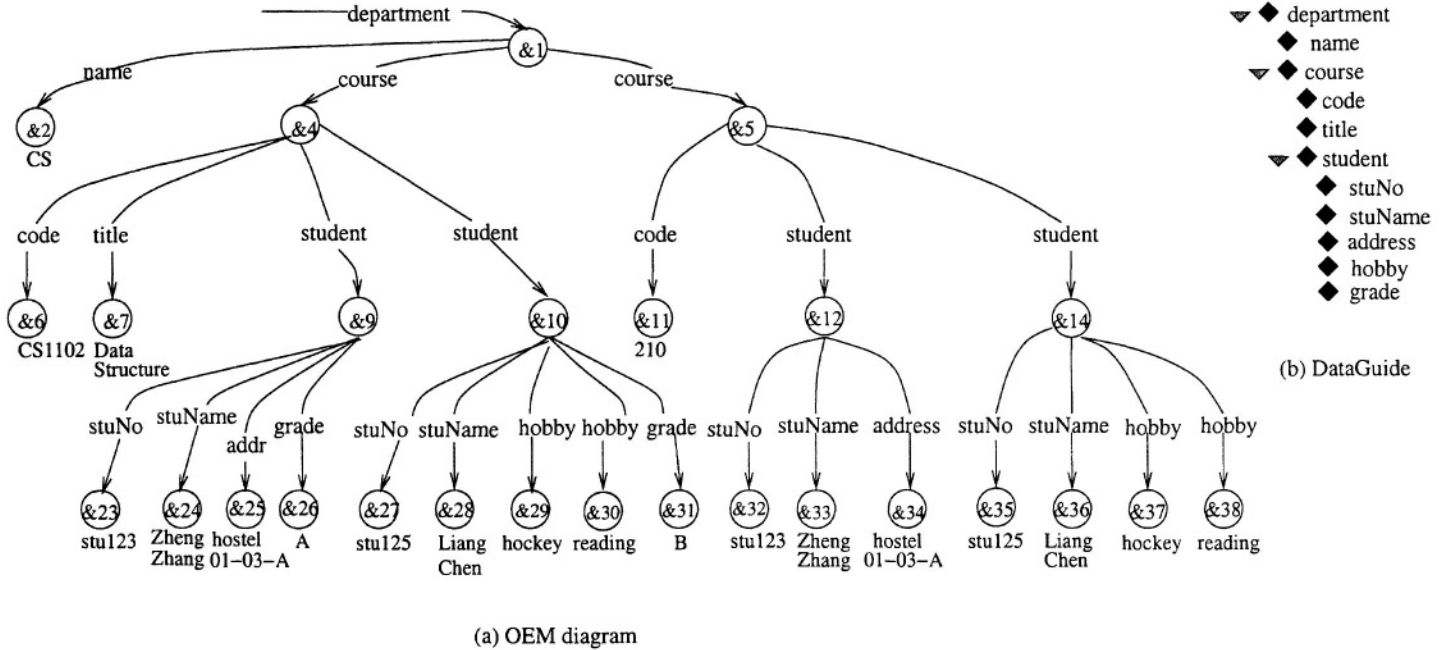 department
&1
name
course
course
&2
CS
&4
&5
code
title
student
student
code
student
student
&6
CS1102
&7
Data
Structure
&9
&10
&11
210
&12
&14
stuNo
stuName
addr
grade
stuNo
stuName
hobby
hobby
grade
stuNo
stuName
address
stuNo
stuName
hobby
hobby
&23
&24
&25
&26
&27
&28
&29
&30
&31
&32
&33
&34
&35
&36
&37
&38
stu123
Zheng
Zhang
hostel
01-03-A
A
stu125
Liang
Chen
hockey
reading
B
stu123
Zheng
Zhang
hostel
01-03-A
stu125
Liang
Chen
hockey
reading
(a) OEM diagram
department
name
course
code
title
student
stuNo
stuName
address
hobby
grade
(b) DataGuide